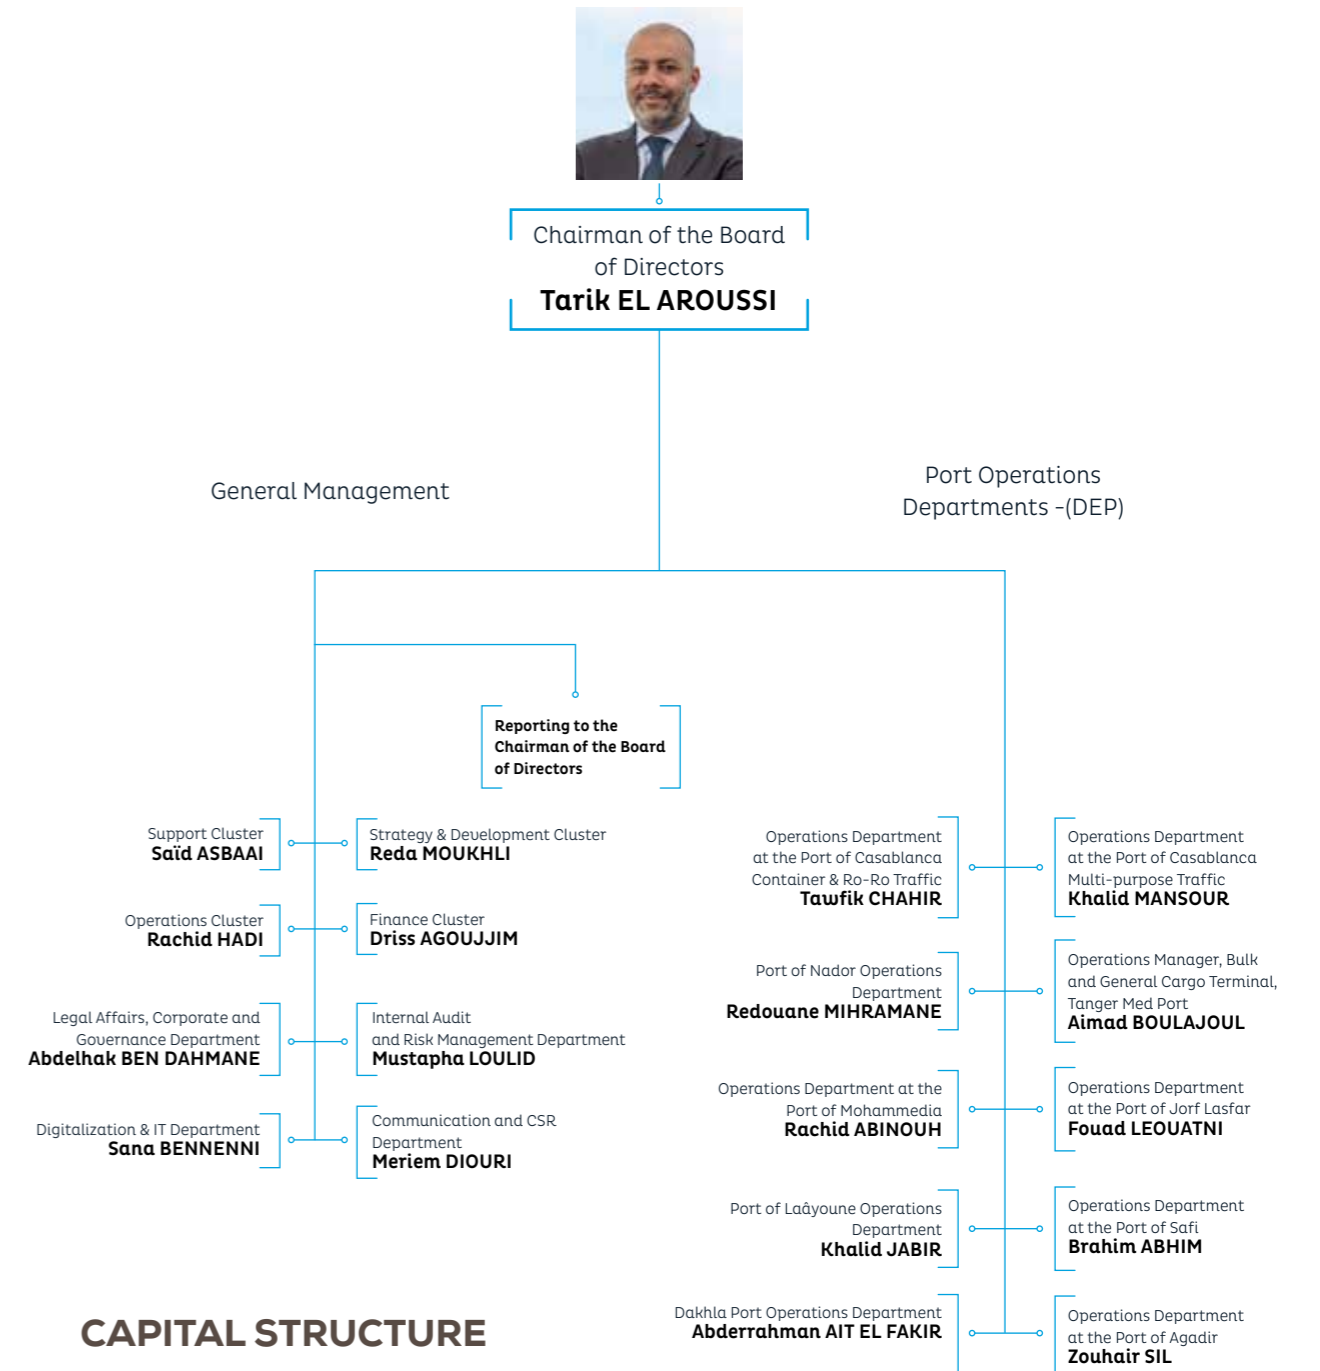 Chairman of the Board
of Directors
Tarik EL AROUSSI
General Management
Port Operations
Departments -(DEP)
Reporting to the
Chairman of the Board
of Directors
Support Cluster
Saïd ASBAAI
Strategy & Development Cluster
Reda MOUKHLI
Operations Cluster
Rachid HADI
Finance Cluster
Driss AGOUJJIM
Legal Affairs, Corporate and
Governance Department
Abdelhak BEN DAHMANE
Internal Audit
and Risk Management Department
Mustapha LOULID
Digitalization & IT Department
Sana BENNENNI
Communication and CSR
Department
Meriem DIOURI
Operations Department
at the Port of Casablanca
Container & Ro-Ro Traffic
Tawfik CHAHIR
Operations Department
at the Port of Casablanca
Multi-purpose Traffic
Khalid MANSOUR
Port of Nador Operations
Department
Redouane MIHRAMANE
Operations Manager, Bulk
and General Cargo Terminal,
Tanger Med Port
Aimad BOULAJOUL
Operations Department at the
Port of Mohammedia
Rachid ABINOUH
Operations Department
at the Port of Jorf Lasfar
Fouad LEOUATNI
Port of Laâyoune Operations
Department
Khalid JABIR
Operations Department
at the Port of Safi
Brahim ABHIM
Dakhla Port Operations Department
Abderrahman AIT EL FAKIR
Operations Department
at the Port of Agadir
Zouhair SIL
CAPITAL STRUCTURE